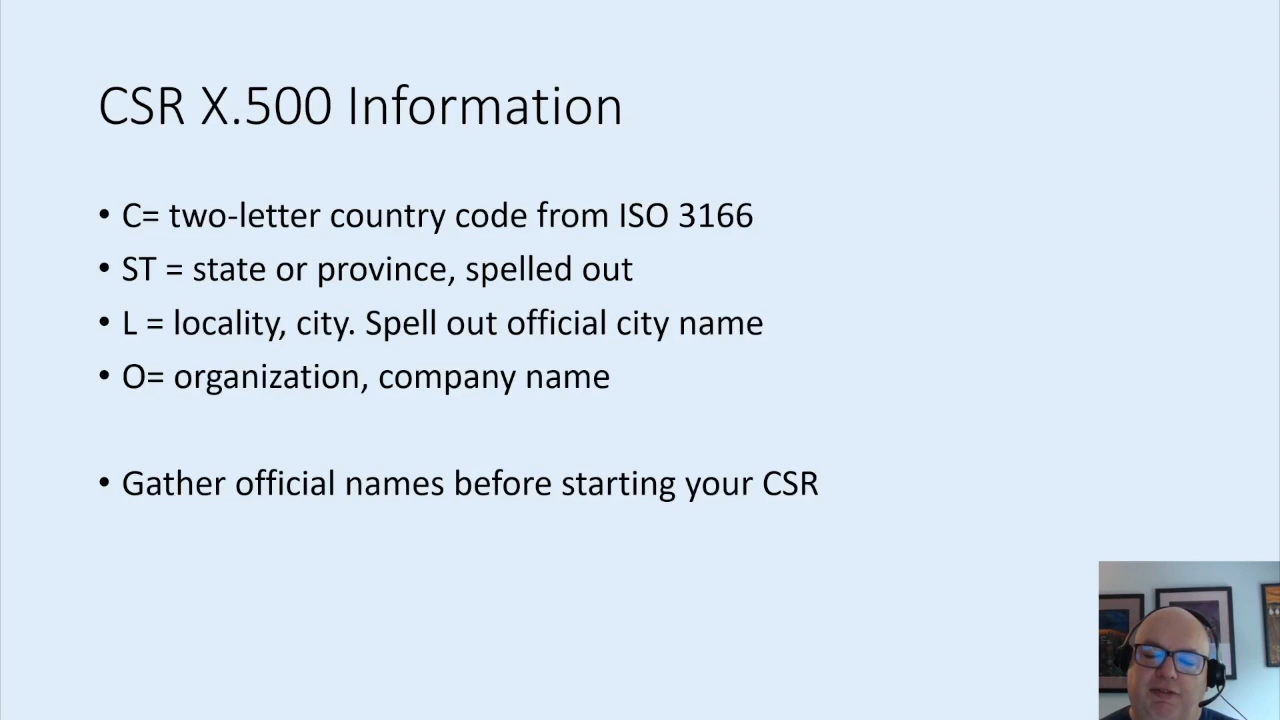 CSR X.500 Information
• C= two-letter country code from ISO 3166
• ST = state or province, spelled out
• L = locality, city. Spell out official city name
• O= organization, company name
• Gather official names before starting your CSR